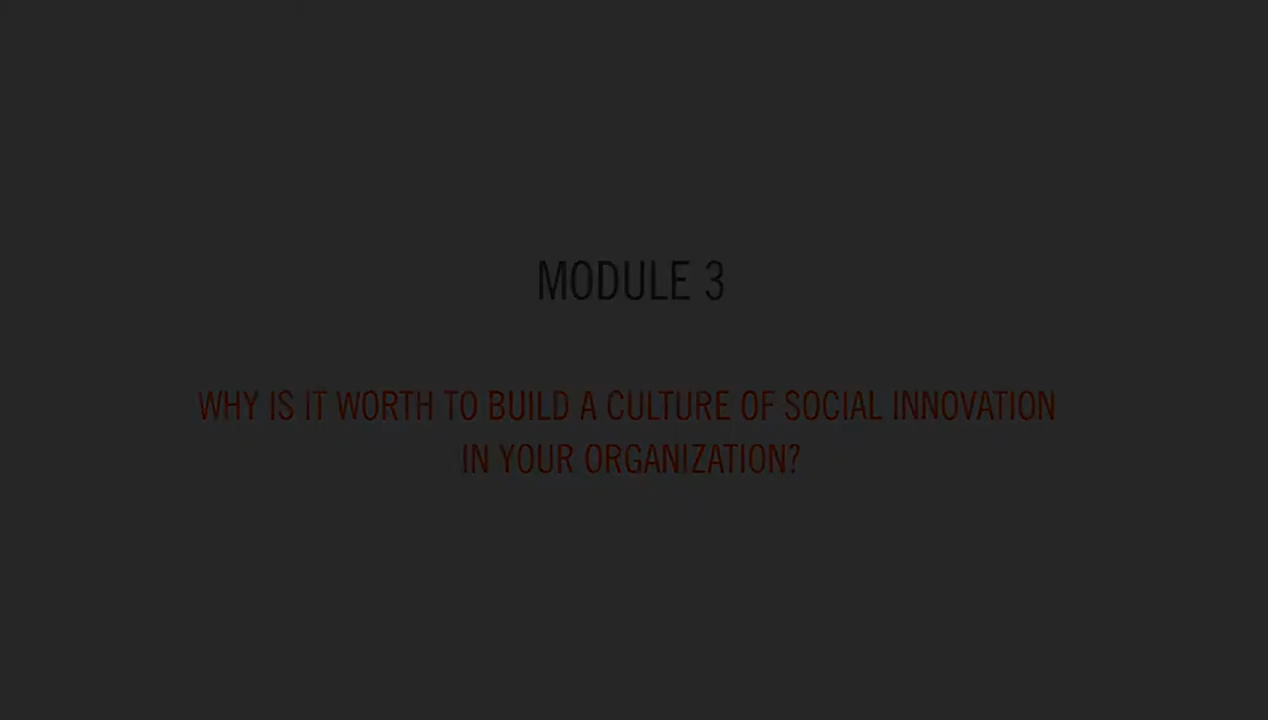 MODULE 3
WHY IS IT WORTH TO BUILD A CULTURE OF SOCIAL INNOVATION
IN YOUR ORGANIZATION?